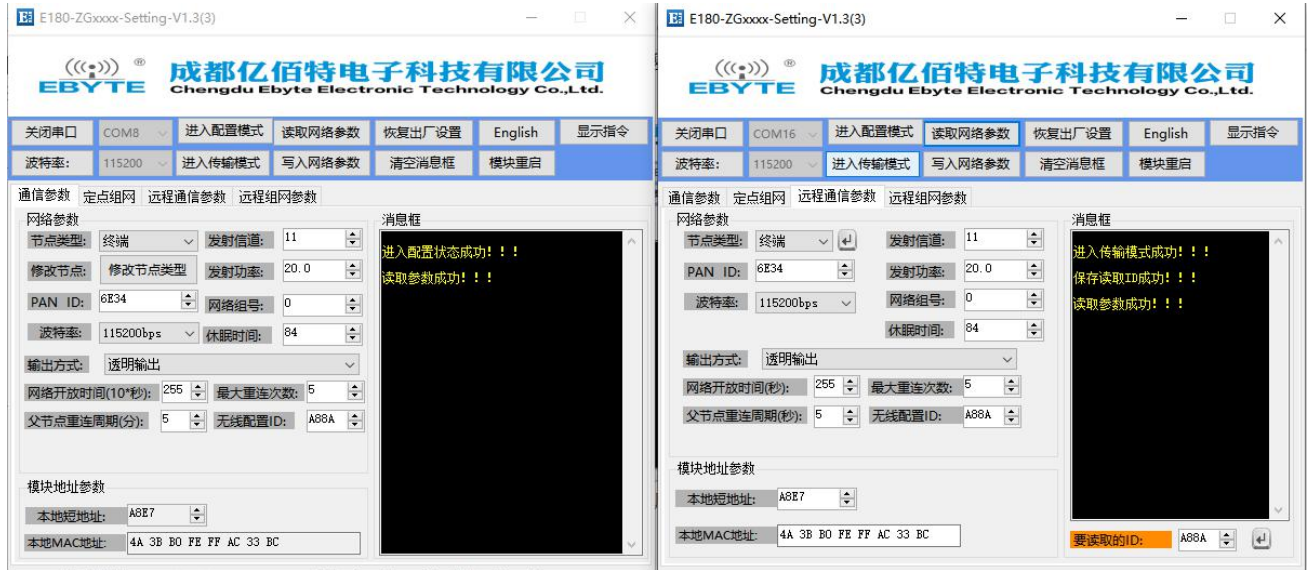 E180-ZGxxxx-Setting-V1.3(3)
EBYTE ®
成都亿佰特电子科技有限公司
Chengdu Ebyte Electronic Technology Co.,Ltd.
关闭串口 COM8 进入配置模式 读取网络参数 恢复出厂设置 English 显示指令
波特率: 115200 进入传输模式 写入网络参数 清空消息框 模块重启
通信参数 定点组网 远程通信参数 远程组网参数
网络参数
节点类型: 终端 发射信道: 11
修改节点: 修改节点类型 发射功率: 20.0
PAN ID: 6E34 网络组号: 0
波特率: 115200bps 休眠时间: 84
输出方式: 透明输出
网络开放时间(10*秒): 255 最大重连次数: 5
父节点重连周期(分): 5 无线配置ID: A88A
模块地址参数
本地短地址: A8E7
本地MAC地址: 4A 3B B0 FE FF AC 33 BC
消息框
进入配置状态成功!!!
读取参数成功!!!
E180-ZGxxxx-Setting-V1.3(3)
EBYTE ®
成都亿佰特电子科技有限公司
Chengdu Ebyte Electronic Technology Co.,Ltd.
关闭串口 COM16 进入配置模式 读取网络参数 恢复出厂设置 English 显示指令
波特率: 115200 进入传输模式 写入网络参数 清空消息框 模块重启
通信参数 定点组网 远程通信参数 远程组网参数
网络参数
节点类型: 终端 发射信道: 11
PAN ID: 6E34 发射功率: 20.0
波特率: 115200bps 网络组号: 0
休眠时间: 84
输出方式: 透明输出
网络开放时间(秒): 255 最大重连次数: 5
父节点重连周期(秒): 5 无线配置ID: A88A
模块地址参数
本地短地址: A8E7
本地MAC地址: 4A 3B B0 FE FF AC 33 BC
消息框
进入传输模式成功!!!
保存读取ID成功!!!
读取参数成功!!!
要读取的ID: A88A